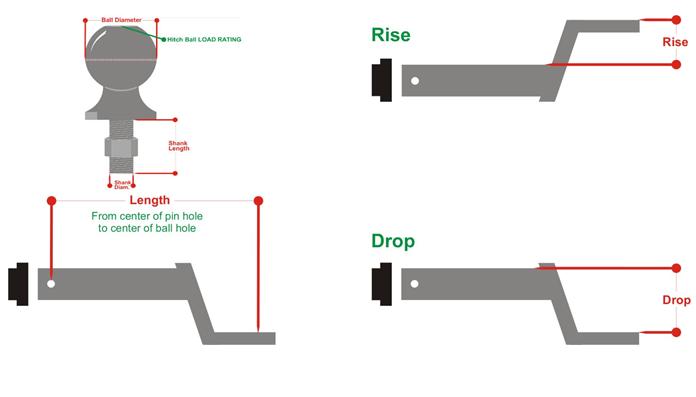 Ball Diameter
Hitch Ball LOAD RATING
Shank
Length
Shank
Diam.
Length
From center of pin hole
to center of ball hole
Rise
Rise
Drop
Drop